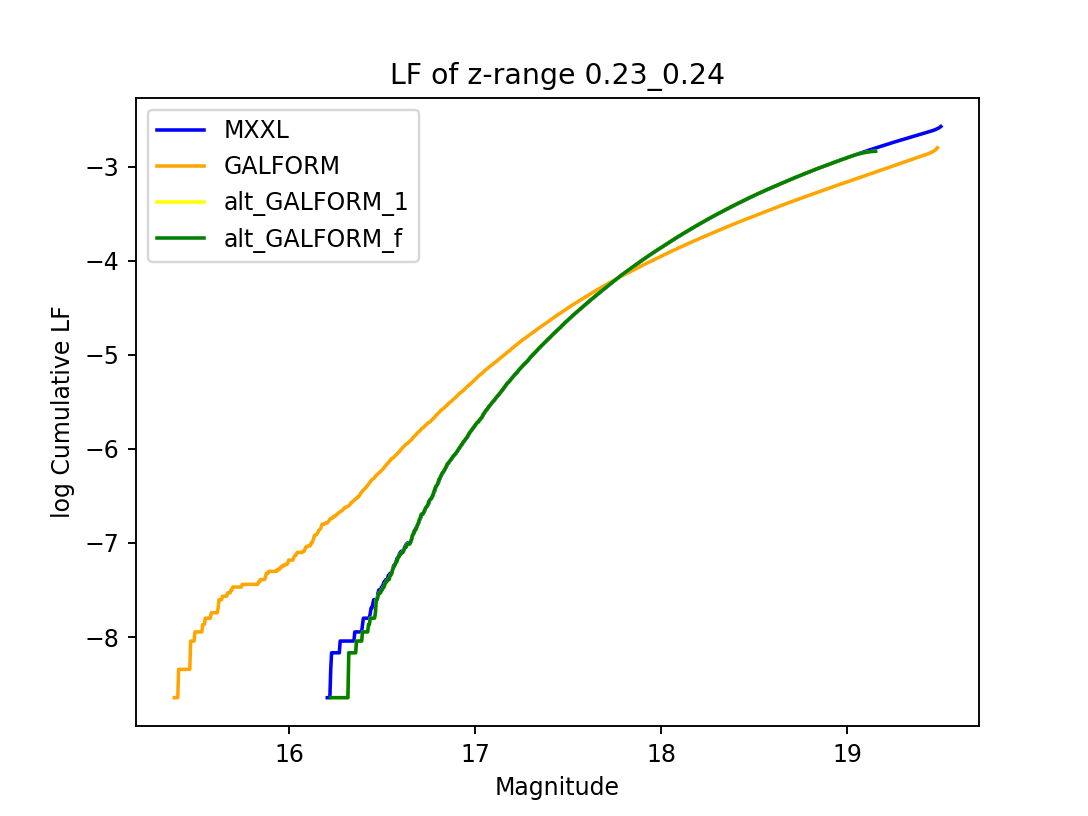 LF of z-range 0.23_0.24
MXXL
GALFORM
alt_GALFORM_1
alt_GALFORM_f
log Cumulative LF
−3
−4
−5
−6
−7
−8
16 17 18 19
Magnitude